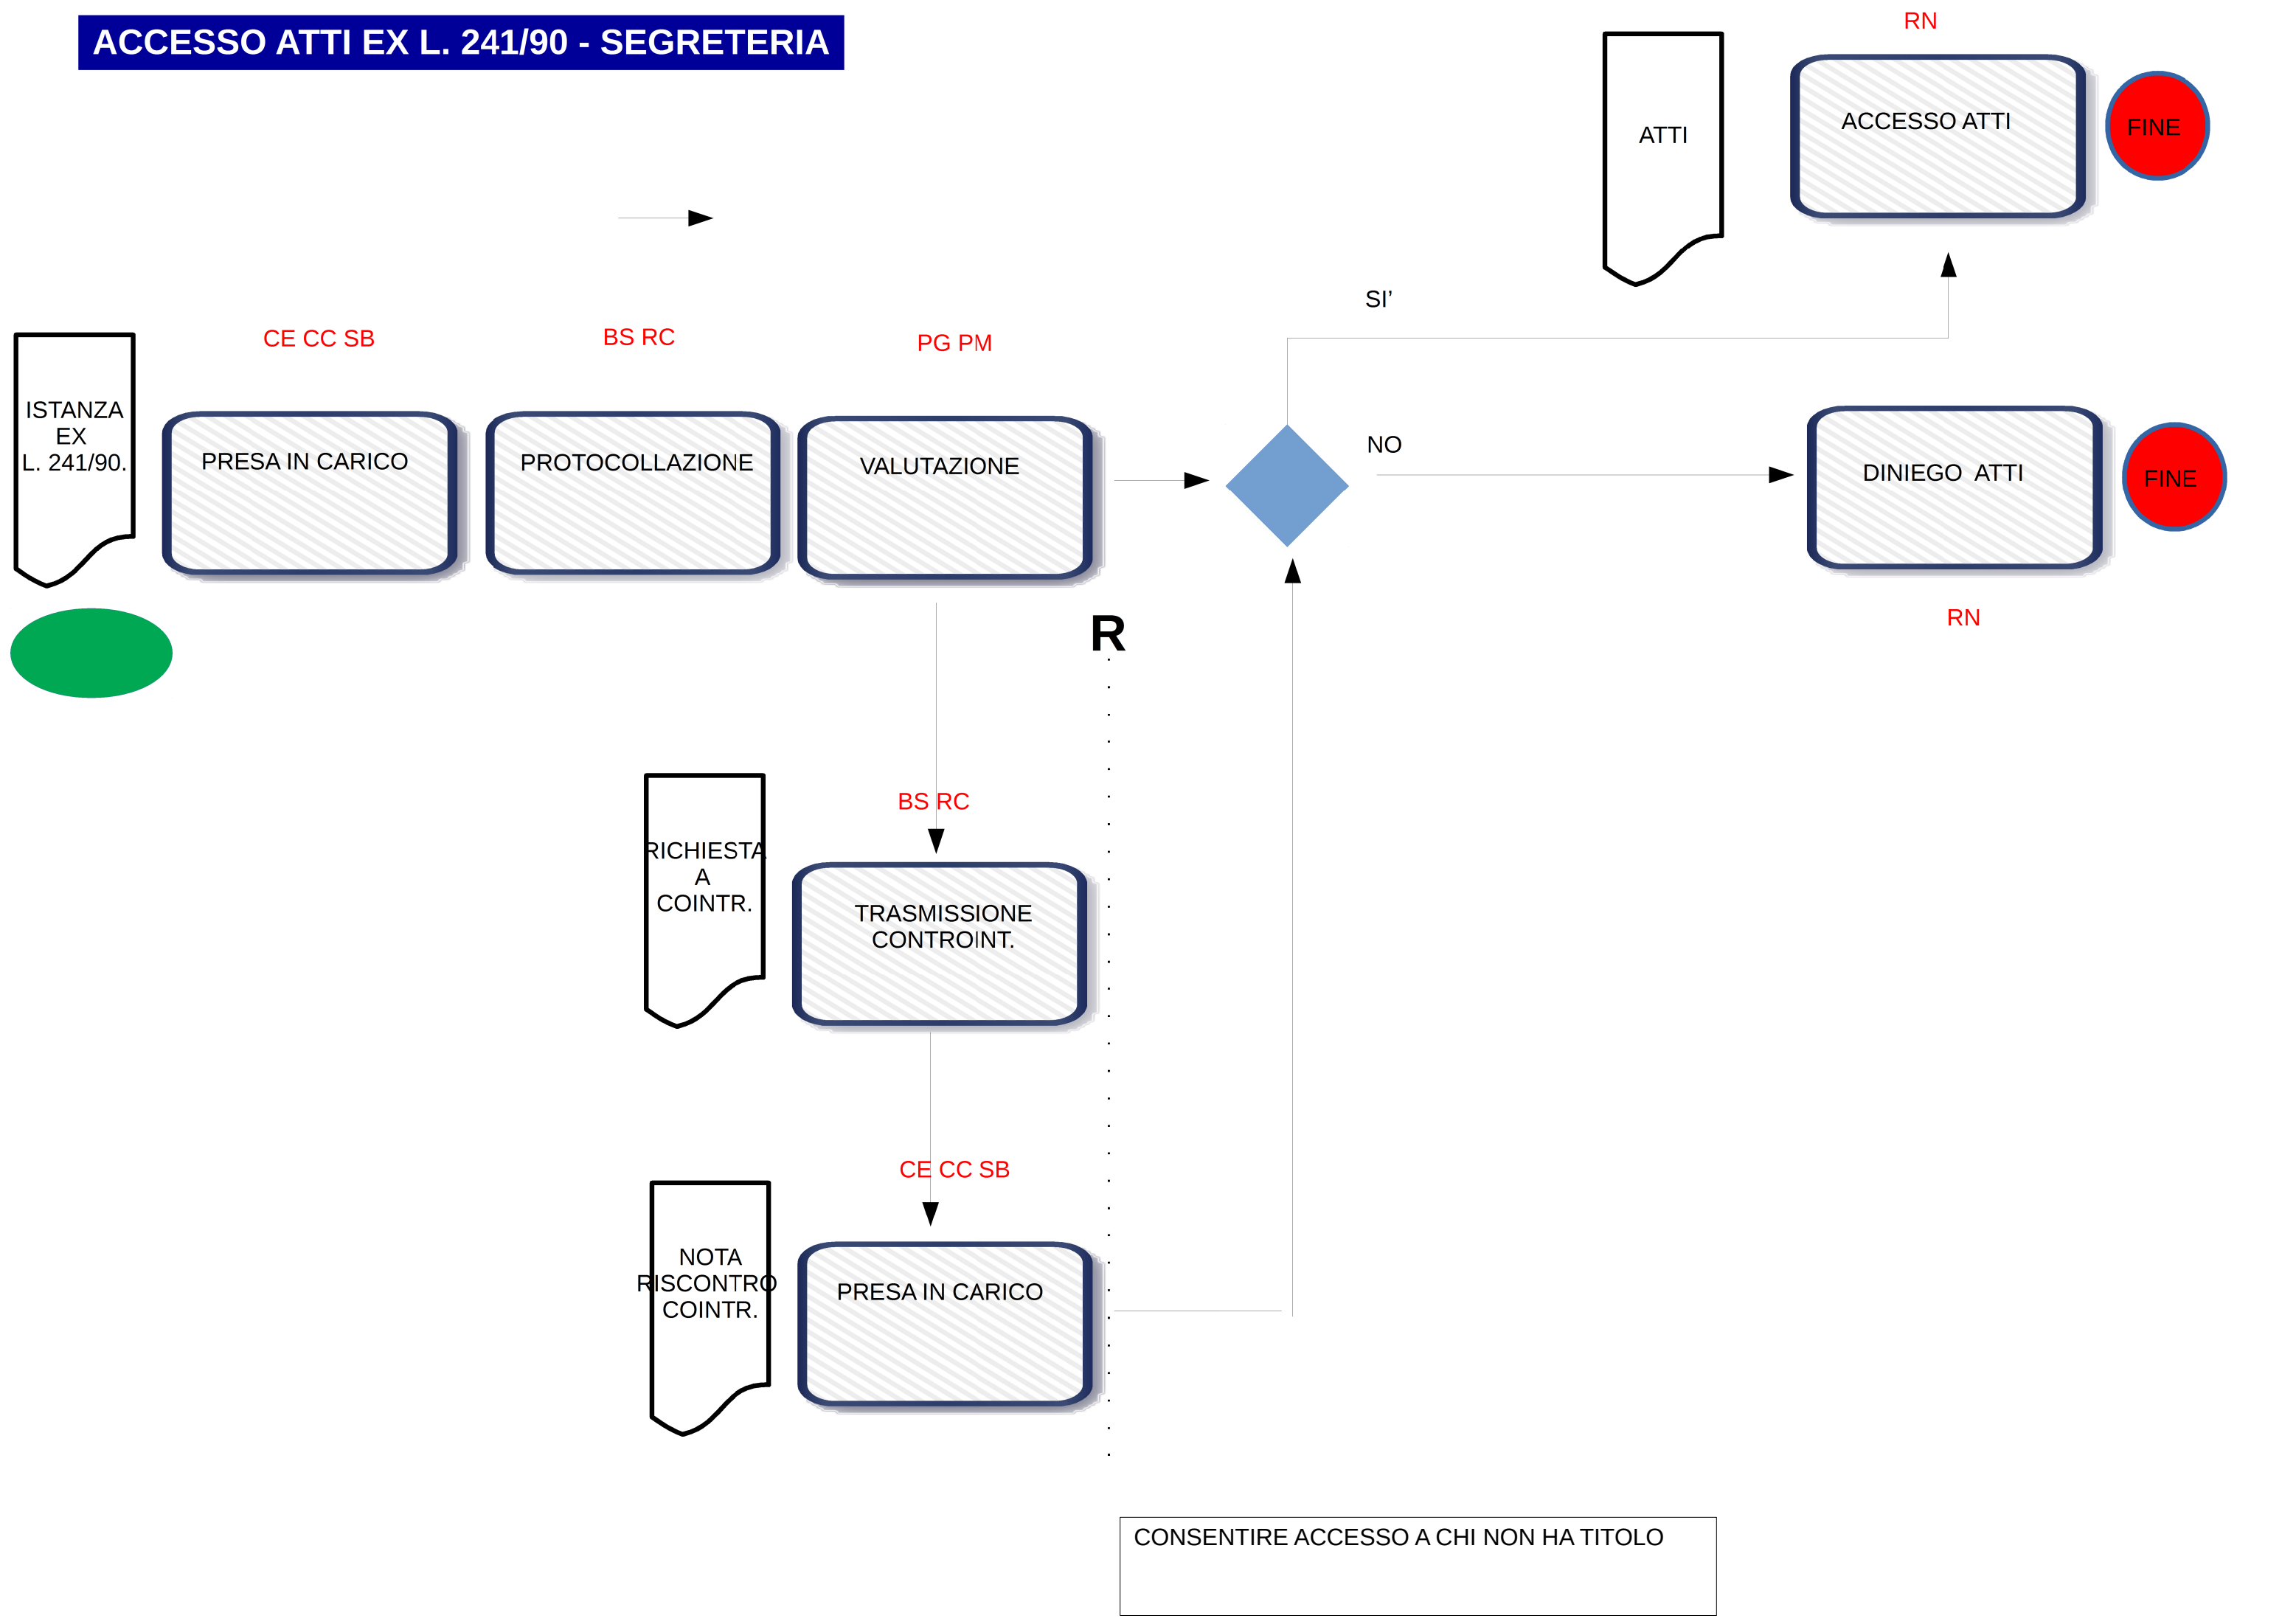 ACCESSO ATTI EX L. 241/90 - SEGRETERIA
RN
ATTI
ACCESSO ATTI
FINE
SI’
CE CC SB
BS RC
PG PM
ISTANZA
EX
L. 241/90.
PRESA IN CARICO
PROTOCOLLAZIONE
VALUTAZIONE
NO
DINIEGO  ATTI
FINE
RN
R
BS RC
RICHIESTA
A
COINTR.
TRASMISSIONE
CONTROINT.
CE CC SB
NOTA
RISCONTRO
COINTR.
PRESA IN CARICO
CONSENTIRE ACCESSO A CHI NON HA TITOLO